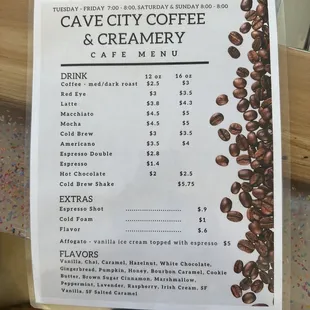 TUESDAY - FRIDAY 7:00 - 8:00, SATURDAY & SUNDAY 8:00 - 8:00
CAVE CITY COFFEE
& CREAMERY
CAFE MENU
DRINK 12 oz 16 oz
Coffee - med/dark roast $2.5 $3
Red Eye $3 $3.5
Latte $3.8 $4.3
Macchiato $4.5 $5
Mocha $4.5 $5
Cold Brew $3 $3.5
Americano $3.5 $4
Espresso Double $2.8
Espresso $1.4
Hot Chocolate $2 $2.5
Cold Brew Shake $5.75
EXTRAS
Espresso Shot ........................ $.9
Cold Foam ........................ $1
Flavor ........................ $.6
Affogato - vanilla ice cream topped with espresso $5
FLAVORS
Vanilla, Chai, Caramel, Hazelnut, White Chocolate,
Gingerbread, Pumpkin, Honey, Bourbon Caramel, Cookie
Butter, Brown Sugar Cinnamon, Marshmallow,
Peppermint, Lavender, Raspberry, Irish Cream, SF
Vanilla, SF Salted Caramel